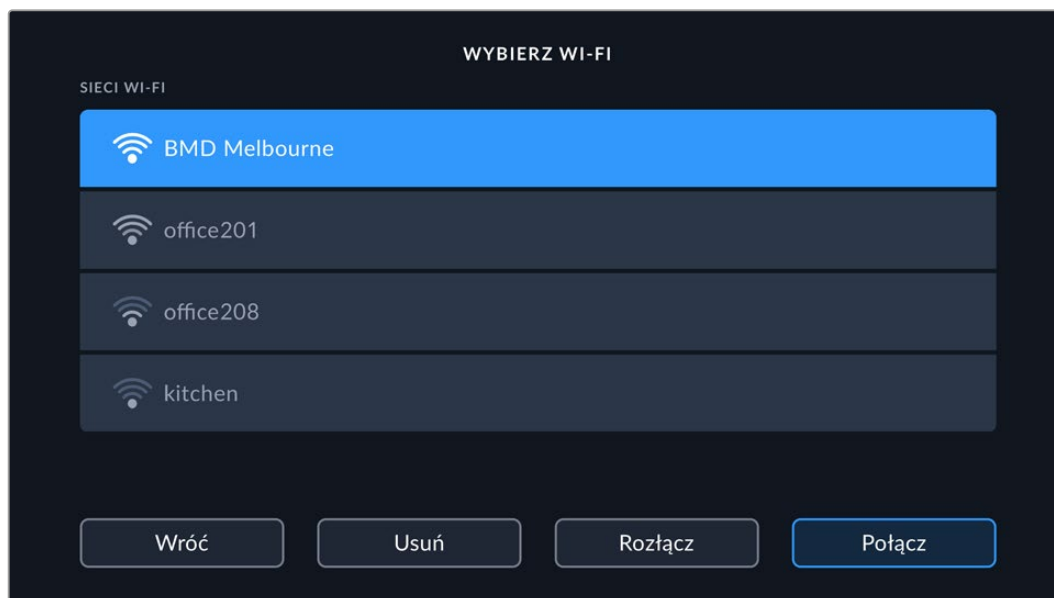 WYBIERZ WI-FI
SIECI WI-FI
BMD Melbourne
office201
office208
kitchen
Wróć Usuń Rozłącz Połącz